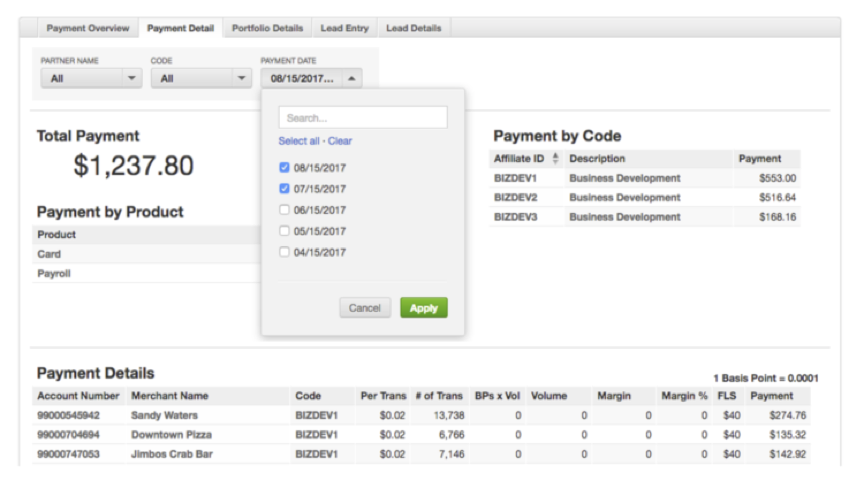 Payment Overview Payment Detail Portfolio Details Lead Entry Lead Details
PARTNER NAME CODE PAYMENT DATE
All All 08/15/2017...
Search...
Select all - Clear
08/15/2017
07/15/2017
06/15/2017
05/15/2017
04/15/2017
Cancel Apply
Total Payment
$1,237.80
Payment by Product
Product
Card
Payroll
Payment by Code
Affiliate ID Description Payment
BIZDEV1 Business Development $553.00
BIZDEV2 Business Development $516.64
BIZDEV3 Business Development $168.16
Payment Details
1 Basis Point = 0.0001
Account Number Merchant Name Code Per Trans # of Trans BPs x Vol Volume Margin Margin % FLS Payment
99000545942 Sandy Waters BIZDEV1 $0.02 13,738 0 0 0 0 $40 $274.76
99000704694 Downtown Pizza BIZDEV1 $0.02 6,766 0 0 0 0 $40 $135.32
99000747053 Jimbos Crab Bar BIZDEV1 $0.02 7,146 0 0 0 0 $40 $142.92